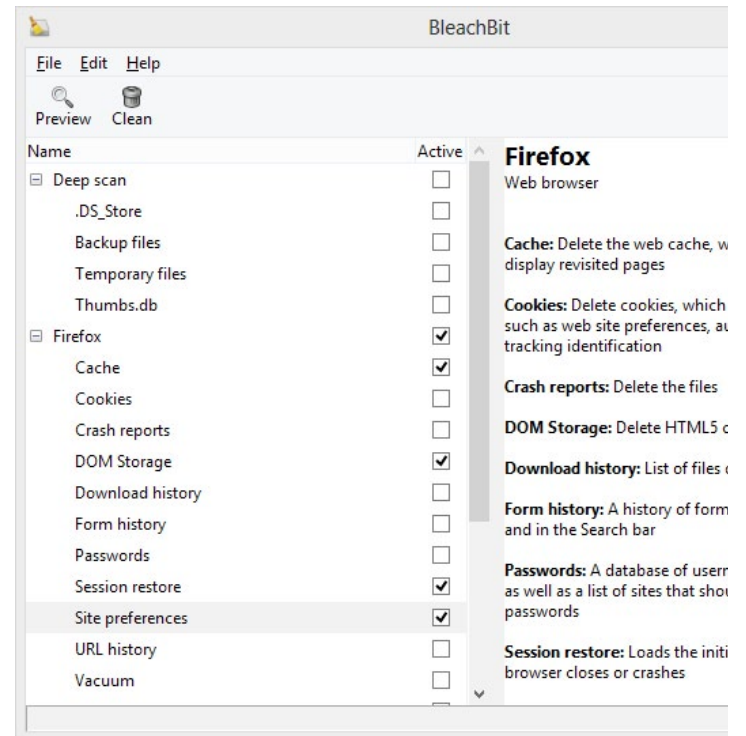 BleachBit
File Edit Help
Preview Clean
Name Active
Deep scan
.DS_Store
Backup files
Temporary files
Thumbs.db
Firefox
Cache
Cookies
Crash reports
DOM Storage
Download history
Form history
Passwords
Session restore
Site preferences
URL history
Vacuum
Firefox
Web browser
Cache: Delete the web cache,
display revisited pages
Cookies: Delete cookies, which
such as web site preferences,
tracking identification
Crash reports: Delete the files
DOM Storage: Delete HTML5
Download history: List of files
Form history: A history of form
and in the Search bar
Passwords: A database of
as well as a list of sites that
passwords
Session restore: Loads the
browser closes or crashes